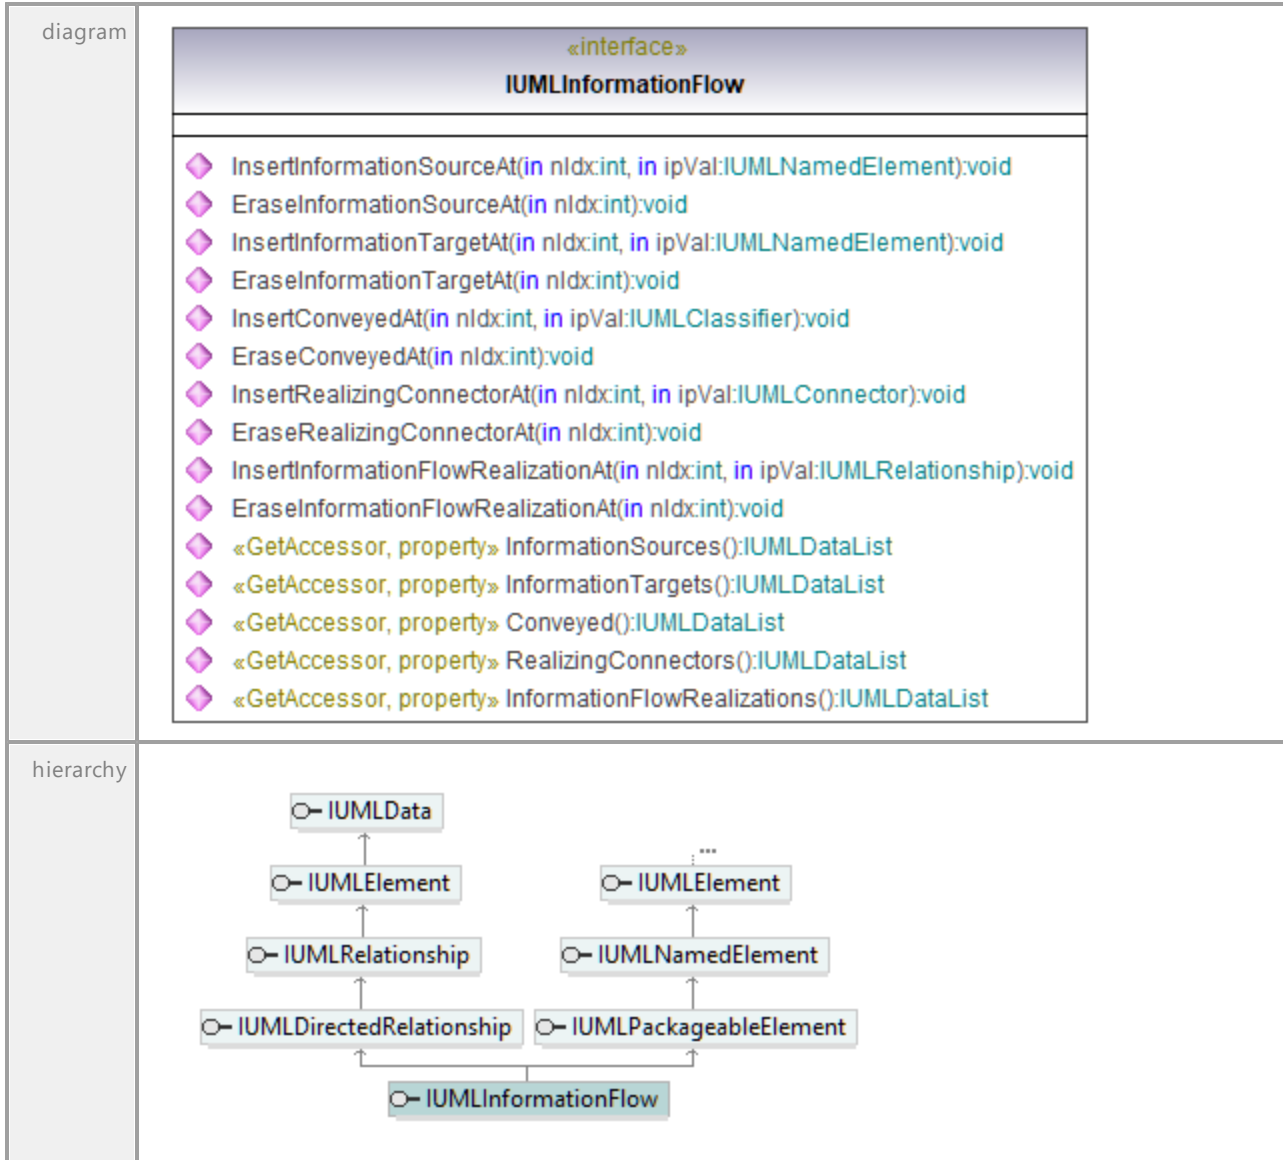 diagram
«interface»
IUMLInformationFlow
InsertInformationSourceAt(in nIdx:int, in ipVal:IUMLNamedElement):void
EraseInformationSourceAt(in nIdx:int):void
InsertInformationTargetAt(in nIdx:int, in ipVal:IUMLNamedElement):void
EraseInformationTargetAt(in nIdx:int):void
InsertConveyedAt(in nIdx:int, in ipVal:IUMLClassifier):void
EraseConveyedAt(in nIdx:int):void
InsertRealizingConnectorAt(in nIdx:int, in ipVal:IUMLConnector):void
EraseRealizingConnectorAt(in nIdx:int):void
InsertInformationFlowRealizationAt(in nIdx:int, in ipVal:IUMLRelationship):void
EraseInformationFlowRealizationAt(in nIdx:int):void
«GetAccessor, property» InformationSources():IUMLDataList
«GetAccessor, property» InformationTargets():IUMLDataList
«GetAccessor, property» Conveyed():IUMLDataList
«GetAccessor, property» RealizingConnectors():IUMLDataList
«GetAccessor, property» InformationFlowRealizations():IUMLDataList
hierarchy
IUMLData
...
IUMLElement IUMLElement
IUMLRelationship IUMLNamedElement
IUMLDirectedRelationship IUMLPackageableElement
IUMLInformationFlow